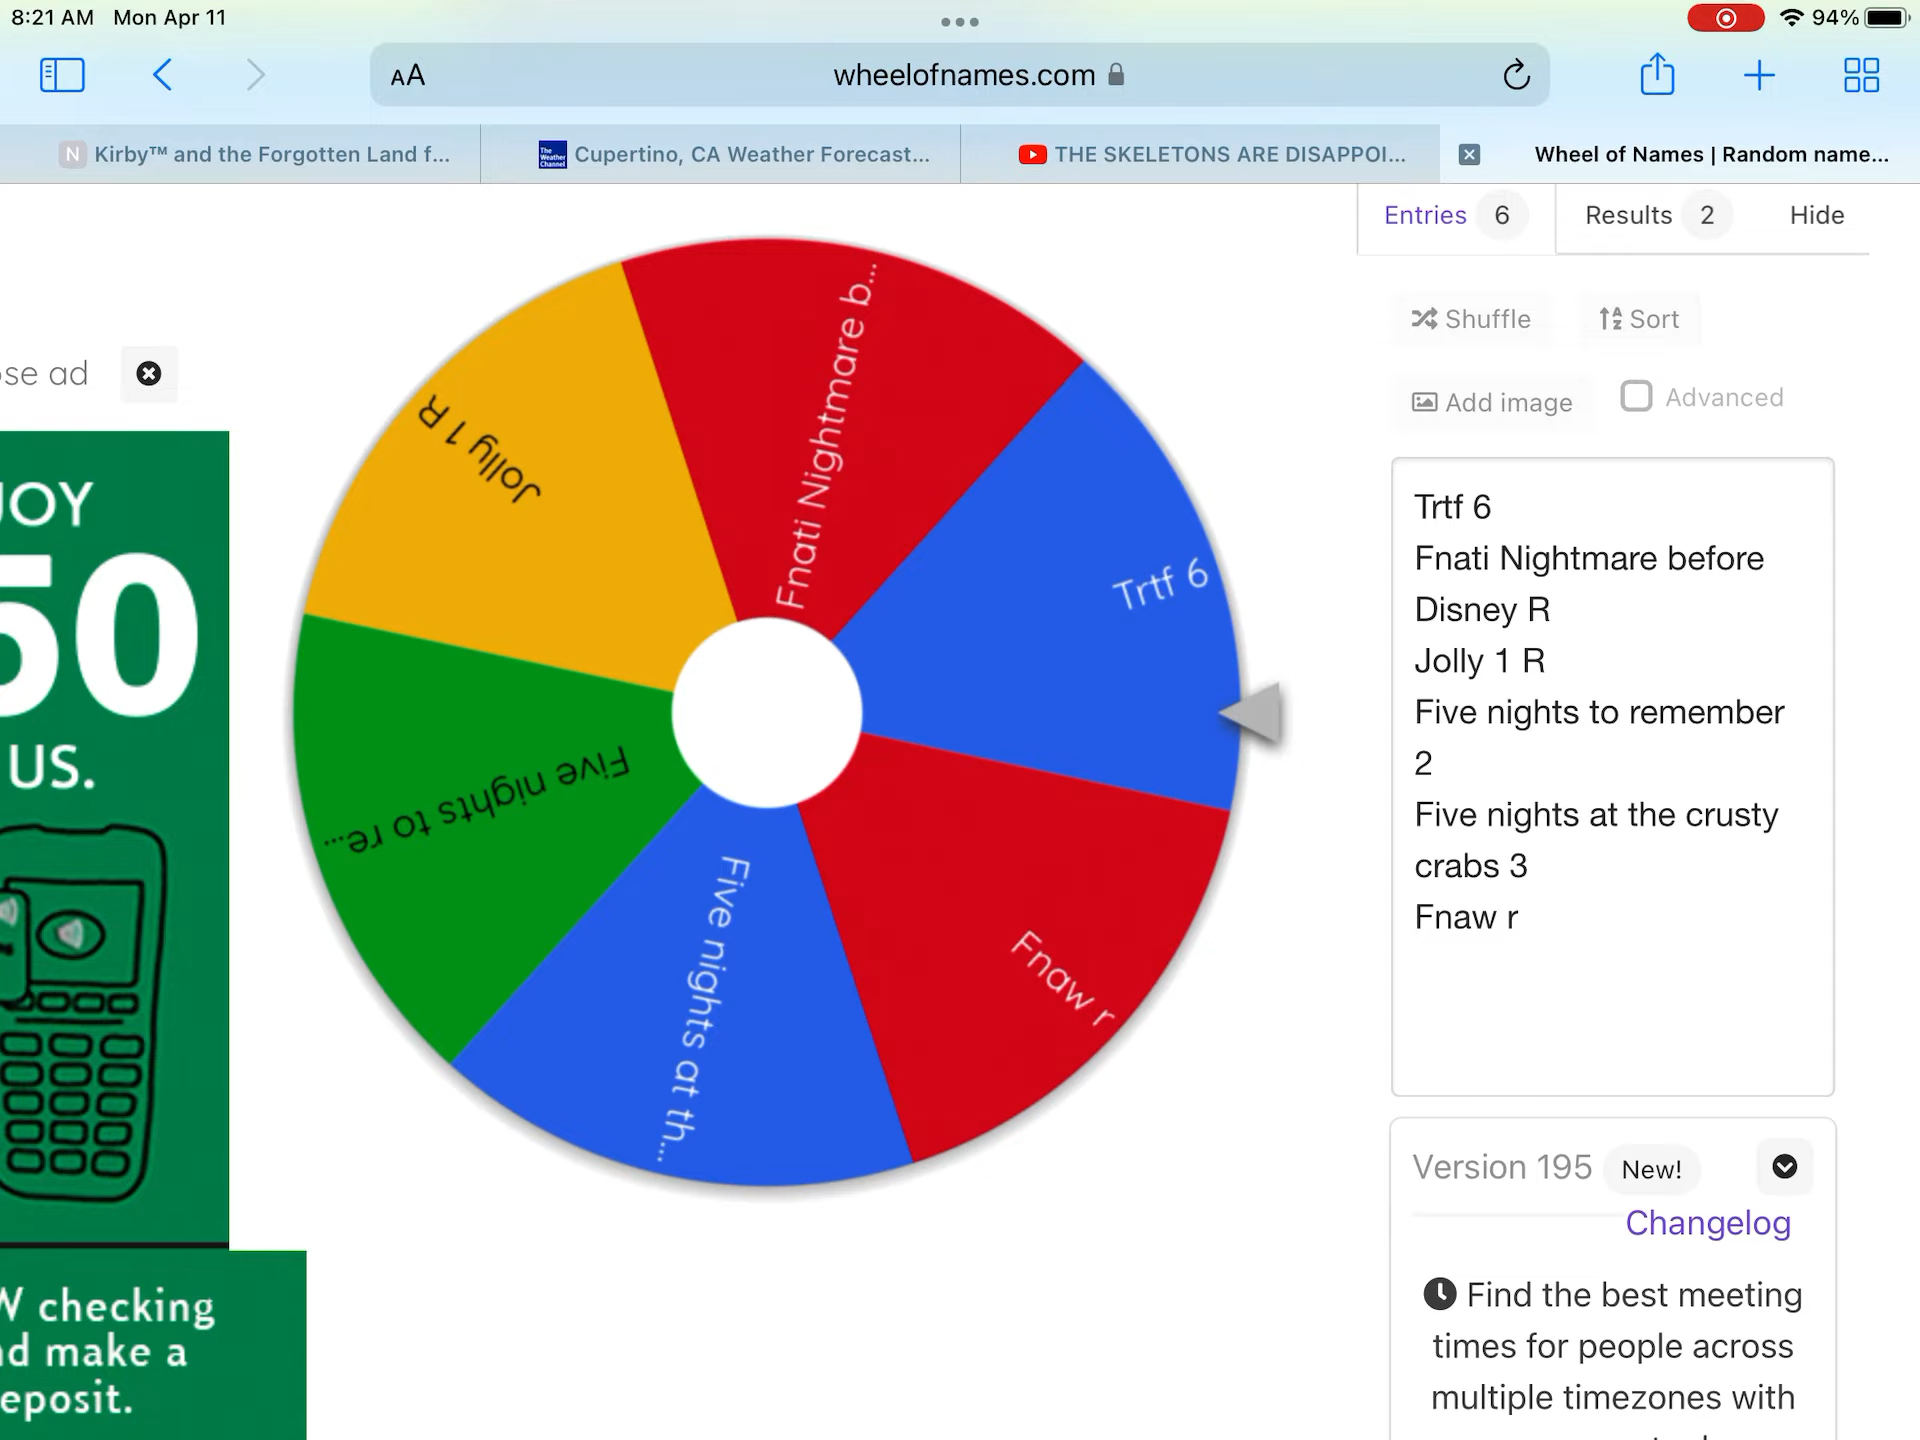 8:21 AM Mon Apr 11
94%
AA wheelofnames.com
N Kirby™ and the Forgotten Land f...
The Weather Channel Cupertino, CA Weather Forecast...
THE SKELETONS ARE DISAPPOI...
Wheel of Names | Random name...
Entries 6
Results 2
Hide
Shuffle
Sort
Add image
Advanced
se ad
JOY
50
US.
W checking
nd make a
eposit.
Fnati Nightmare b...
Trtf 6
Fnaw r
Five nights at th...
Five nights to re...
Jolly 1 R
Trtf 6
Fnati Nightmare before
Disney R
Jolly 1 R
Five nights to remember
2
Five nights at the crusty
crabs 3
Fnaw r
Version 195 New!
Changelog
Find the best meeting
times for people across
multiple timezones with